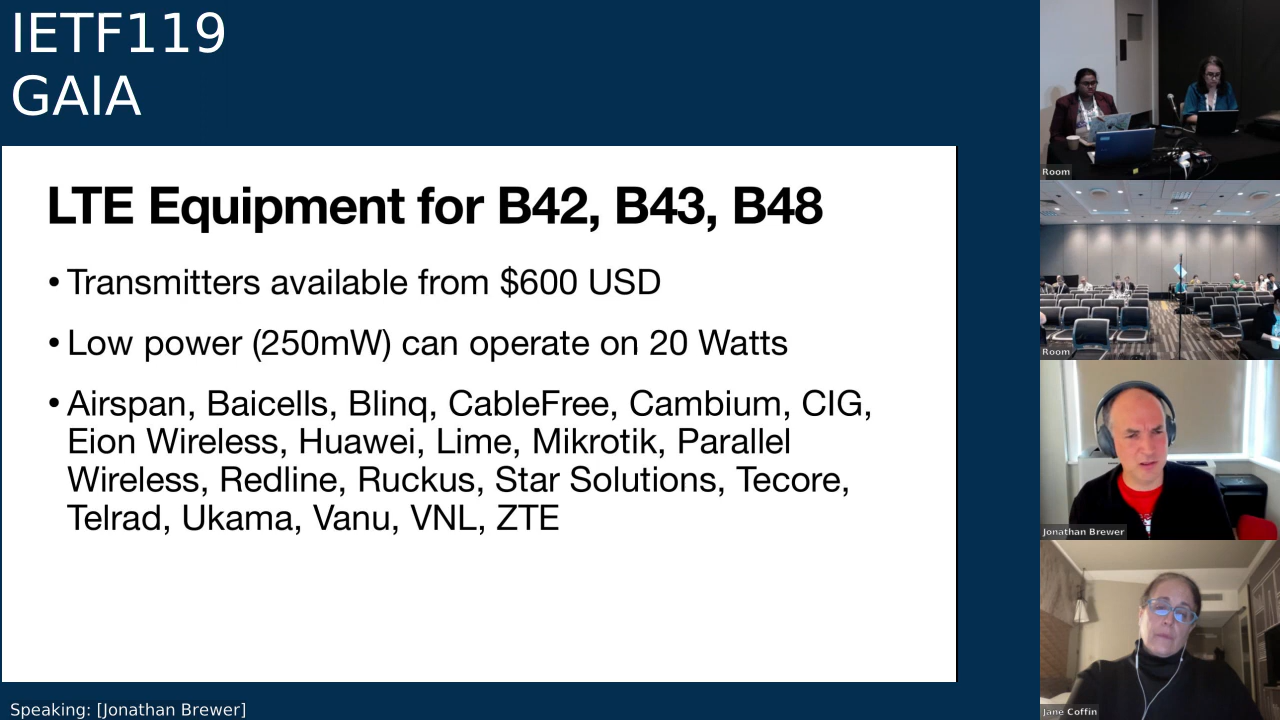 IETF119
GAIA
LTE Equipment for B42, B43, B48
• Transmitters available from $600 USD
• Low power (250mW) can operate on 20 Watts
• Airspan, Baicells, Blinq, CableFree, Cambium, CIG,
Eion Wireless, Huawei, Lime, Mikrotik, Parallel
Wireless, Redline, Ruckus, Star Solutions, Tecore,
Telrad, Ukama, Vanu, VNL, ZTE
Speaking: [Jonathan Brewer]
Room
Room
Jonathan Brewer
Jane Coffin